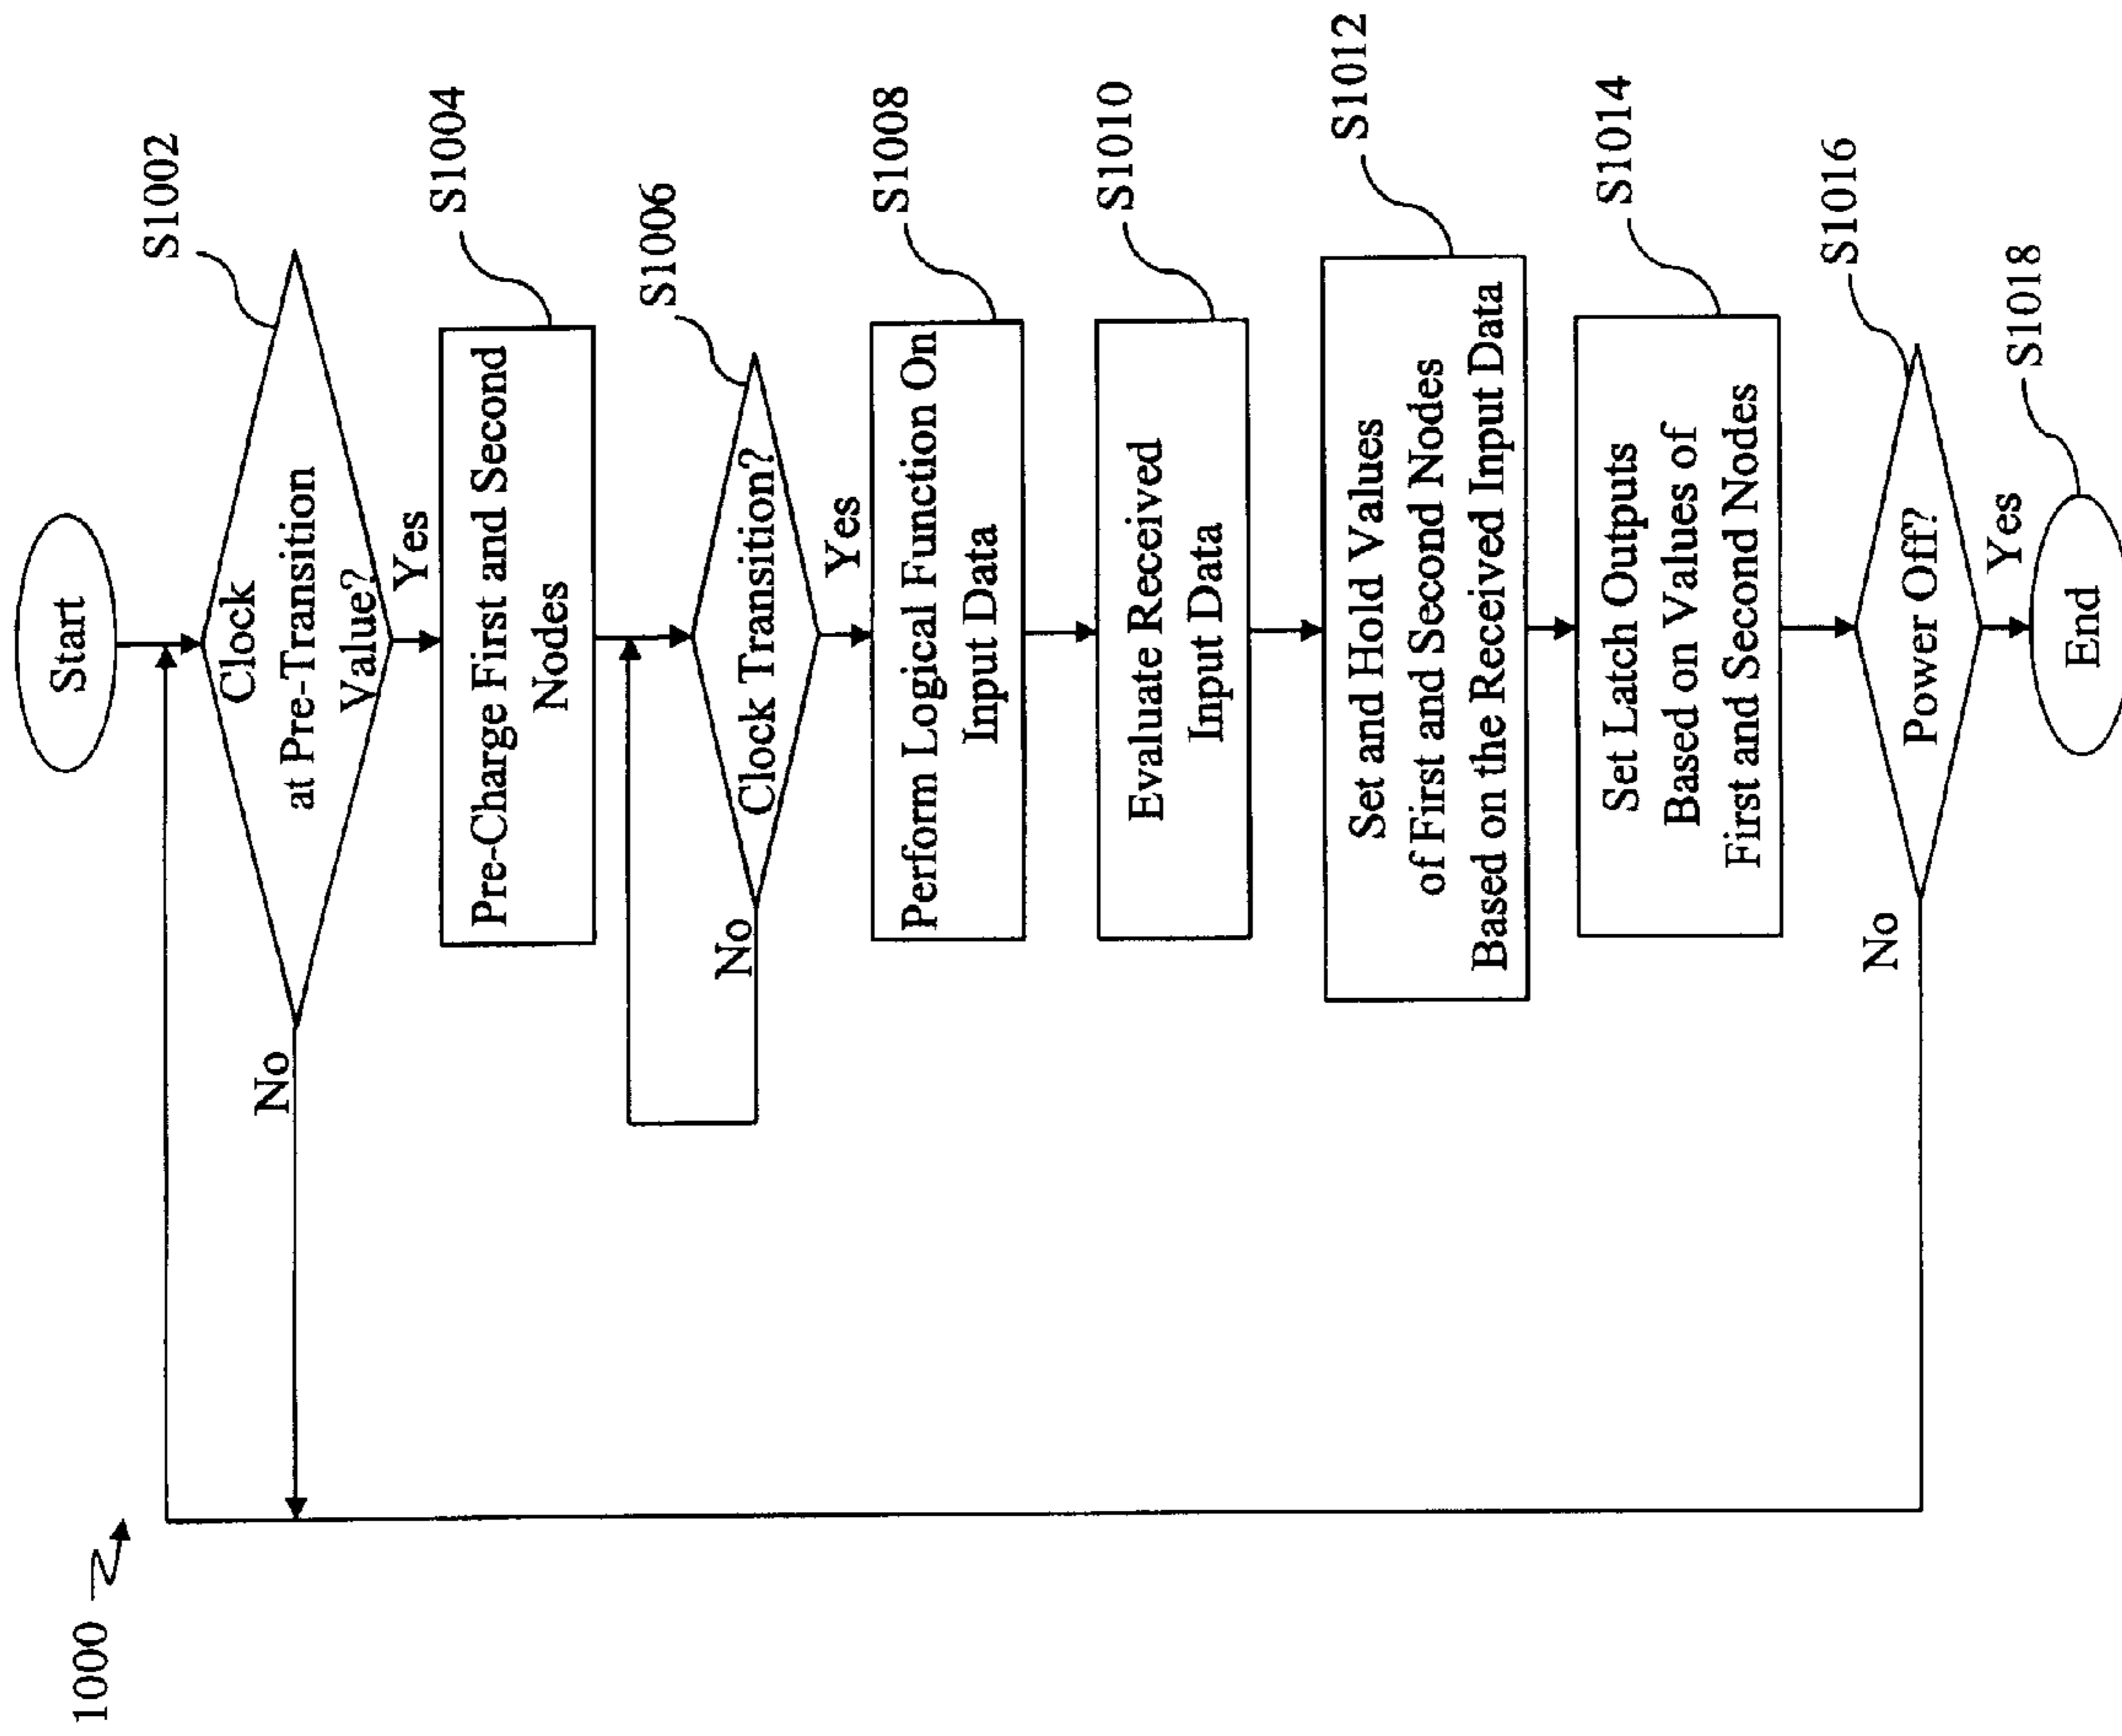 1000
Start
Clock
at Pre-Transition
Value?
S1002
No
Yes
Pre-Charge First and Second
Nodes
S1004
Clock Transition?
S1006
No
Yes
Perform Logical Function On
Input Data
S1008
Evaluate Received
Input Data
S1010
Set and Hold Values
of First and Second Nodes
Based on the Received Input Data
S1012
Set Latch Outputs
Based on Values of
First and Second Nodes
S1014
Power Off?
S1016
No
Yes
End
S1018